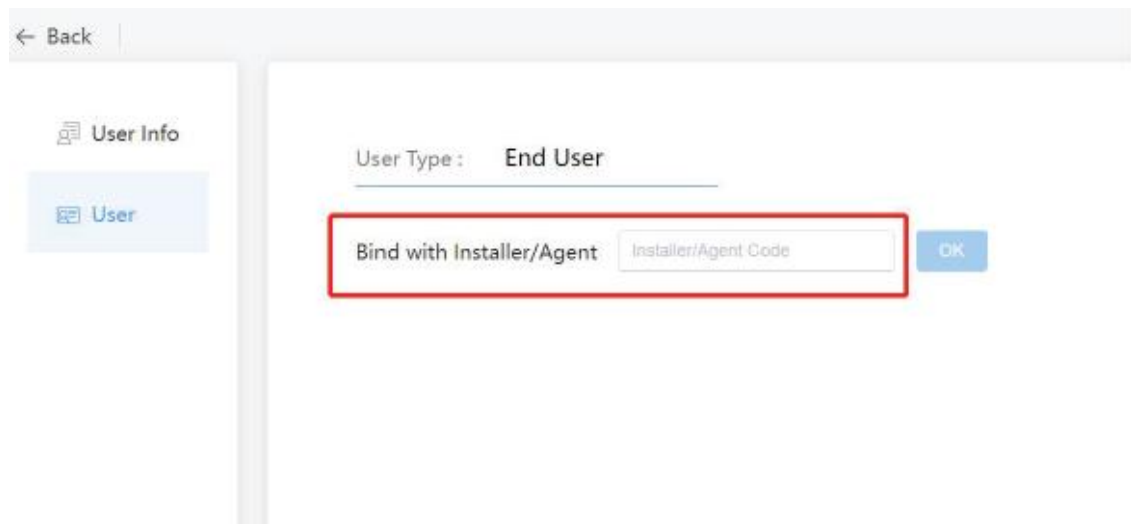 ← Back
User Info
User
User Type : End User
Bind with Installer/Agent Installer/Agent Code OK